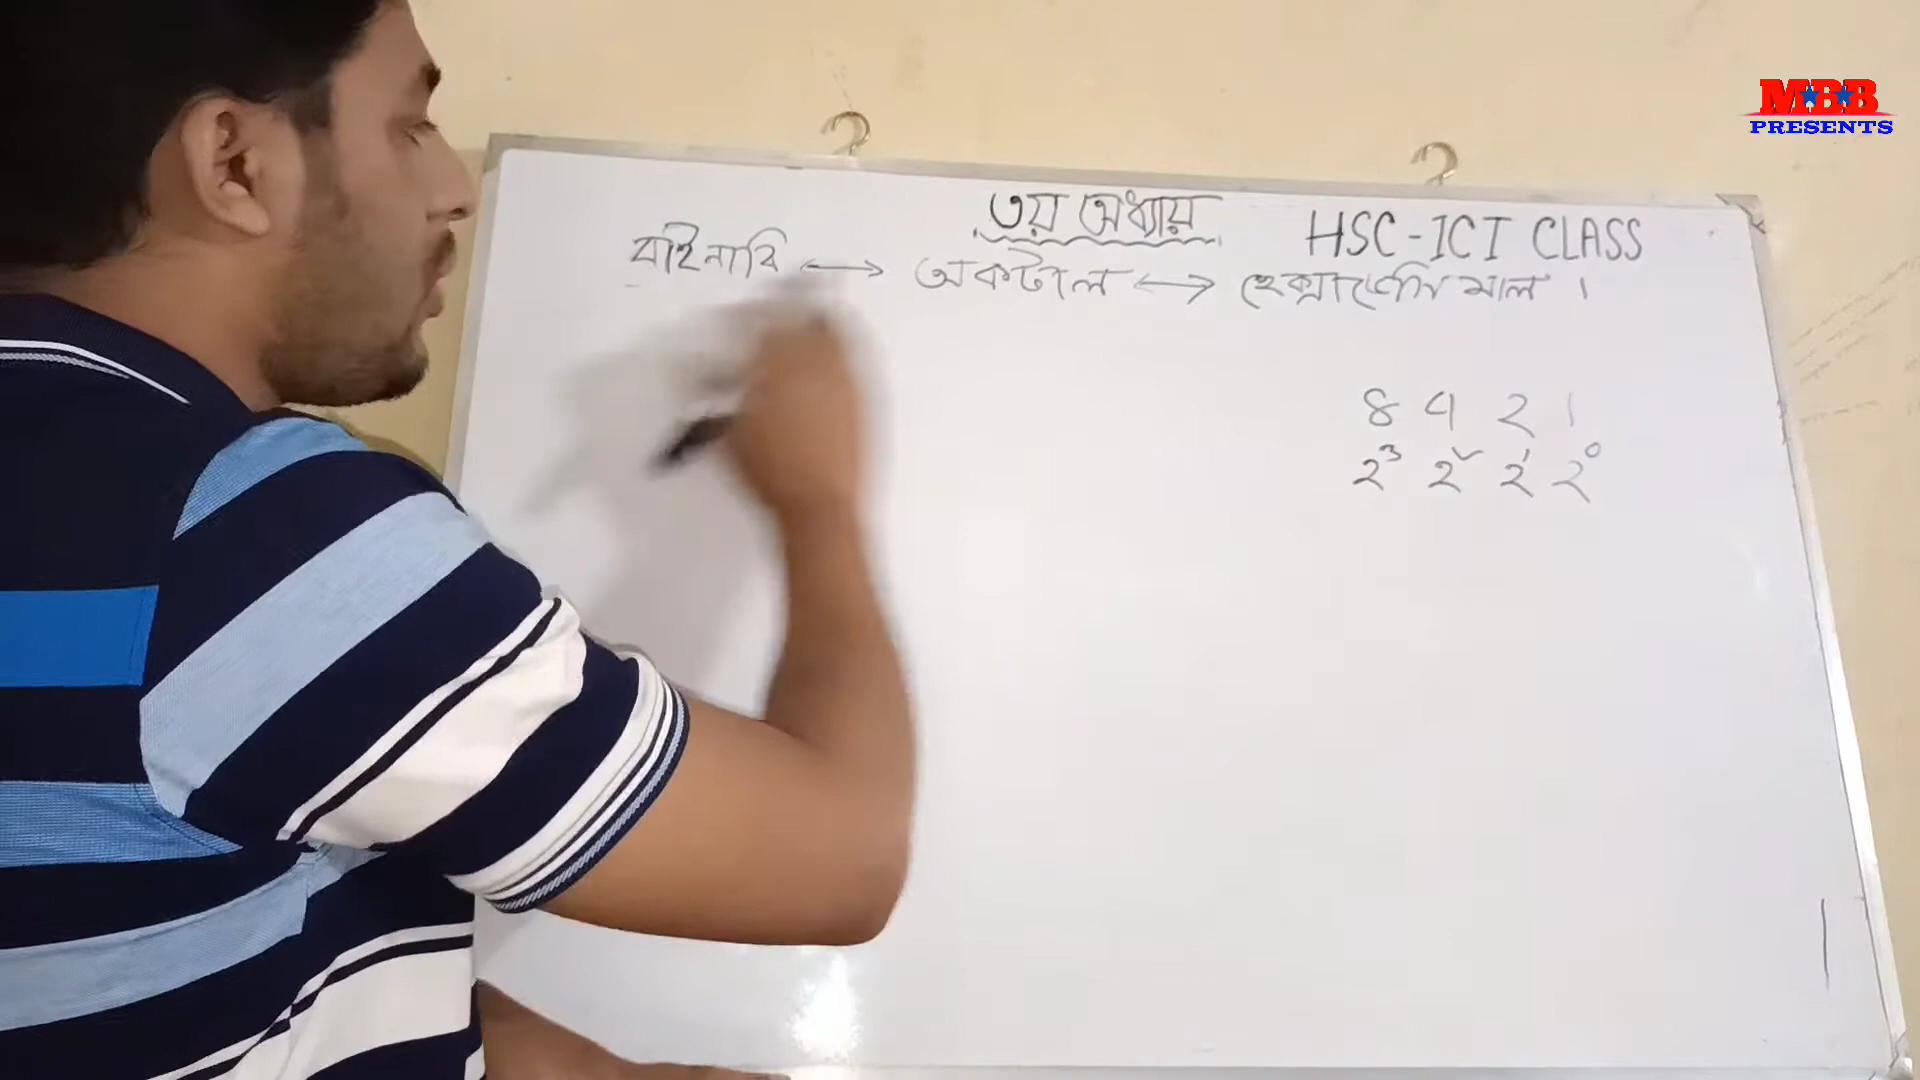 MBB
PRESENTS
৩য় অধ্যায় HSC-ICT CLASS
বাইনারি ↔ অকটাল ↔ হেক্সাডেসিমাল ।
8 4 2 1
2³ 2² 2¹ 2⁰